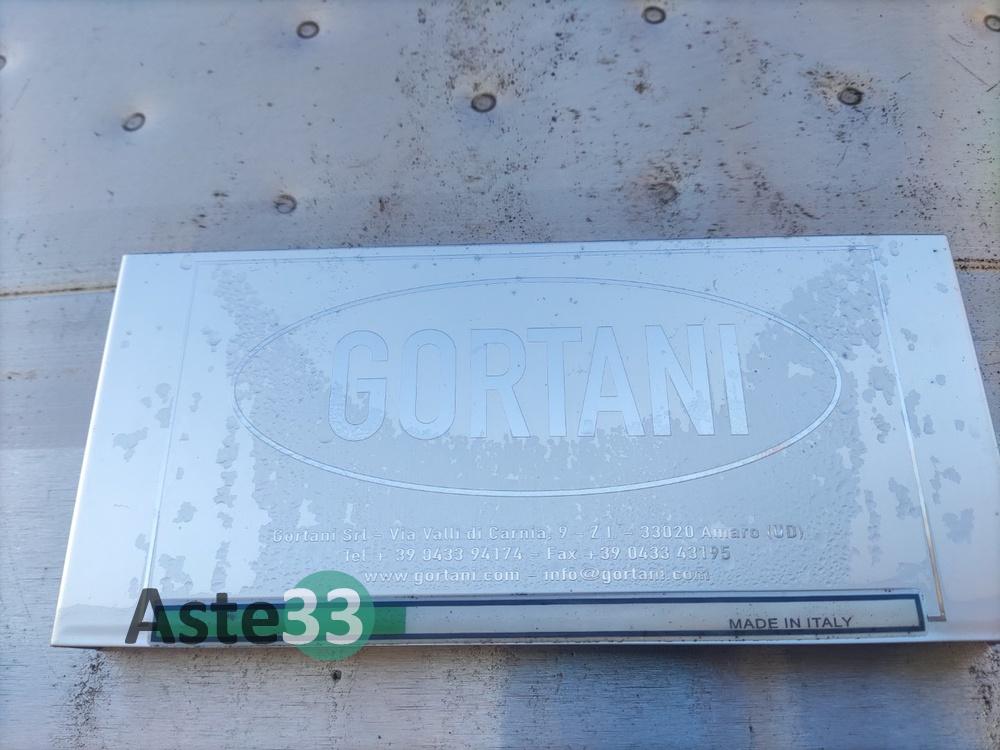 GORTANI
Gortani Srl - Via Valli di Carnia, 9 - Z.I. - 33020 Amaro (UD)
Tel + 39 0433 94174 - Fax +39 0433 43195
www.gortani.com - info@gortani.com
Aste33
MADE IN ITALY